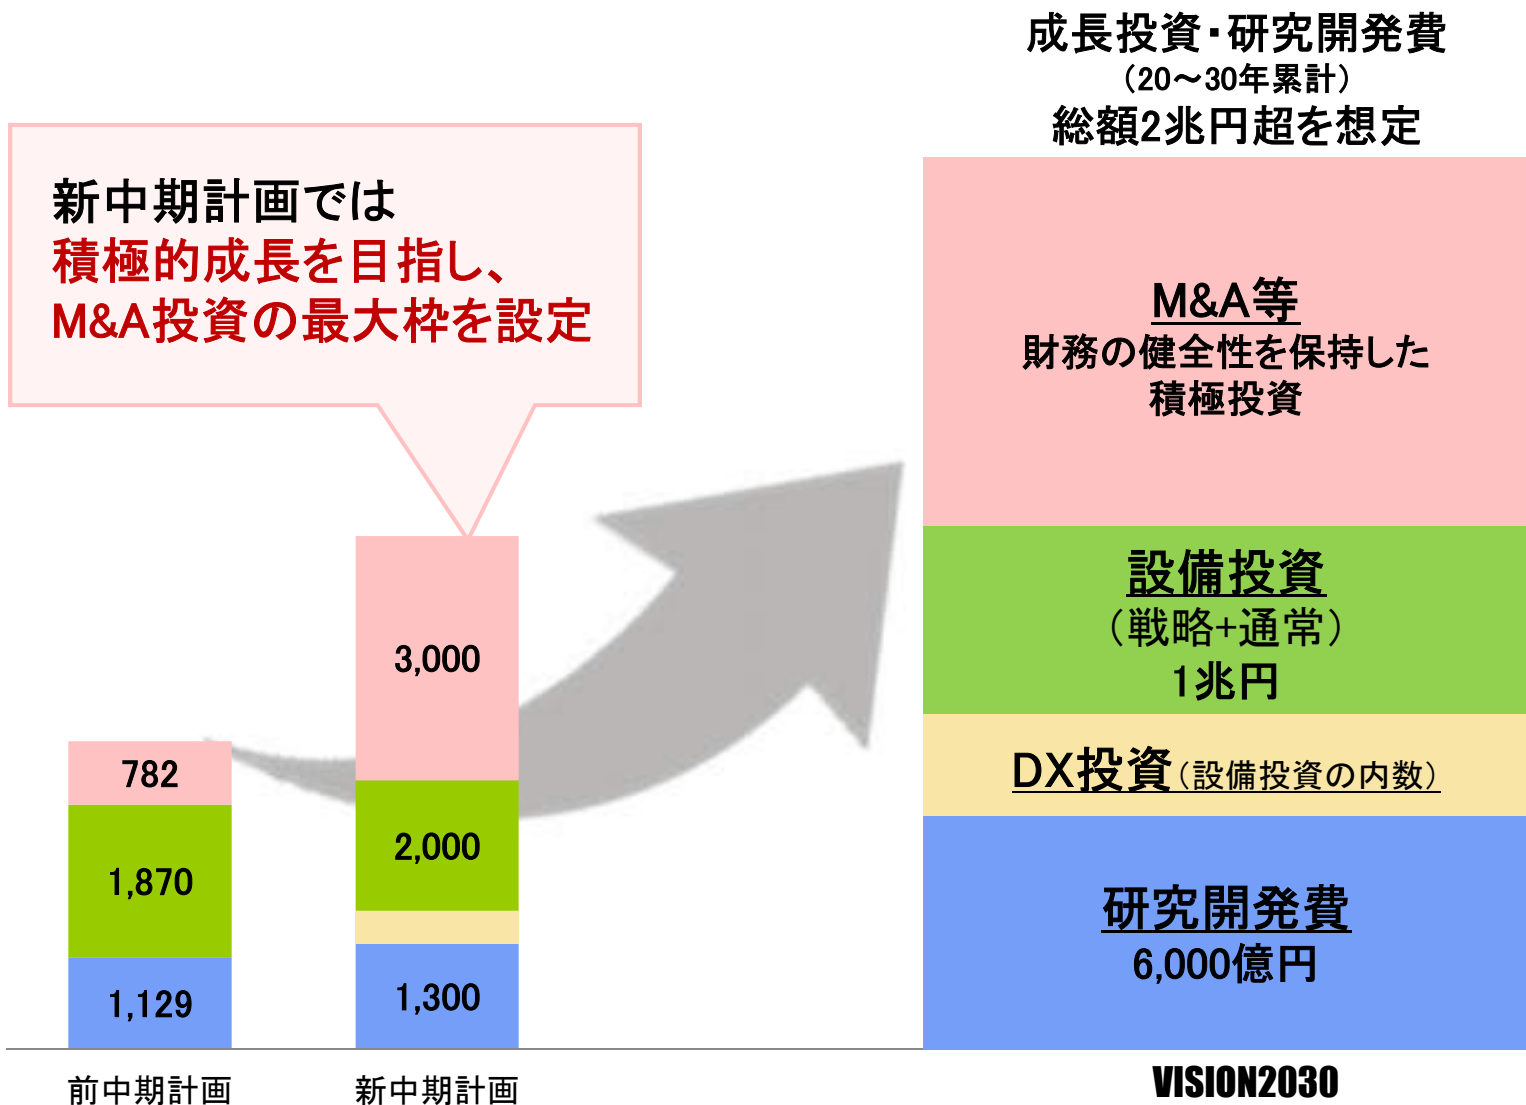 成長投資・研究開発費
（20～30年累計）
総額2兆円超を想定
新中期計画では
積極的成長を目指し、
M&A投資の最大枠を設定
M&A等
財務の健全性を保持した
積極投資
設備投資
（戦略+通常）
1兆円
DX投資（設備投資の内数）
研究開発費
6,000億円
782
1,870
1,129
3,000
2,000
1,300
前中期計画
新中期計画
VISION2030